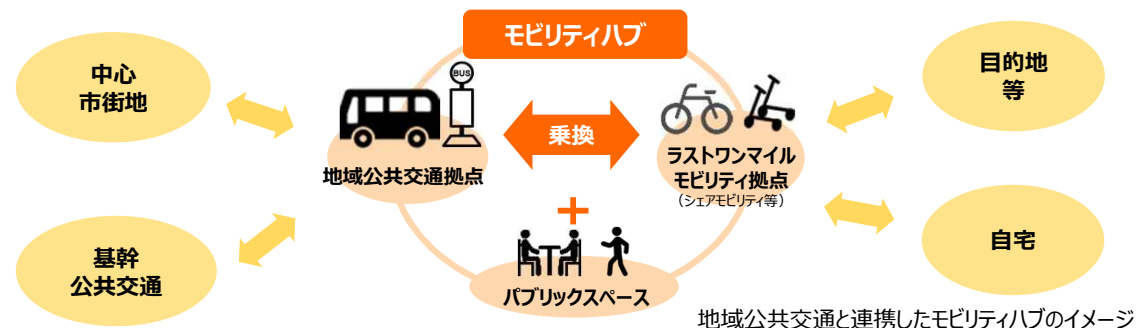 モビリティハブ
中心
市街地
BUS
目的地
等
乗換
地域公共交通拠点
ラストワンマイル
モビリティ拠点
（シェアモビリティ等）
基幹
公共交通
パブリックスペース
自宅
地域公共交通と連携したモビリティハブのイメージ